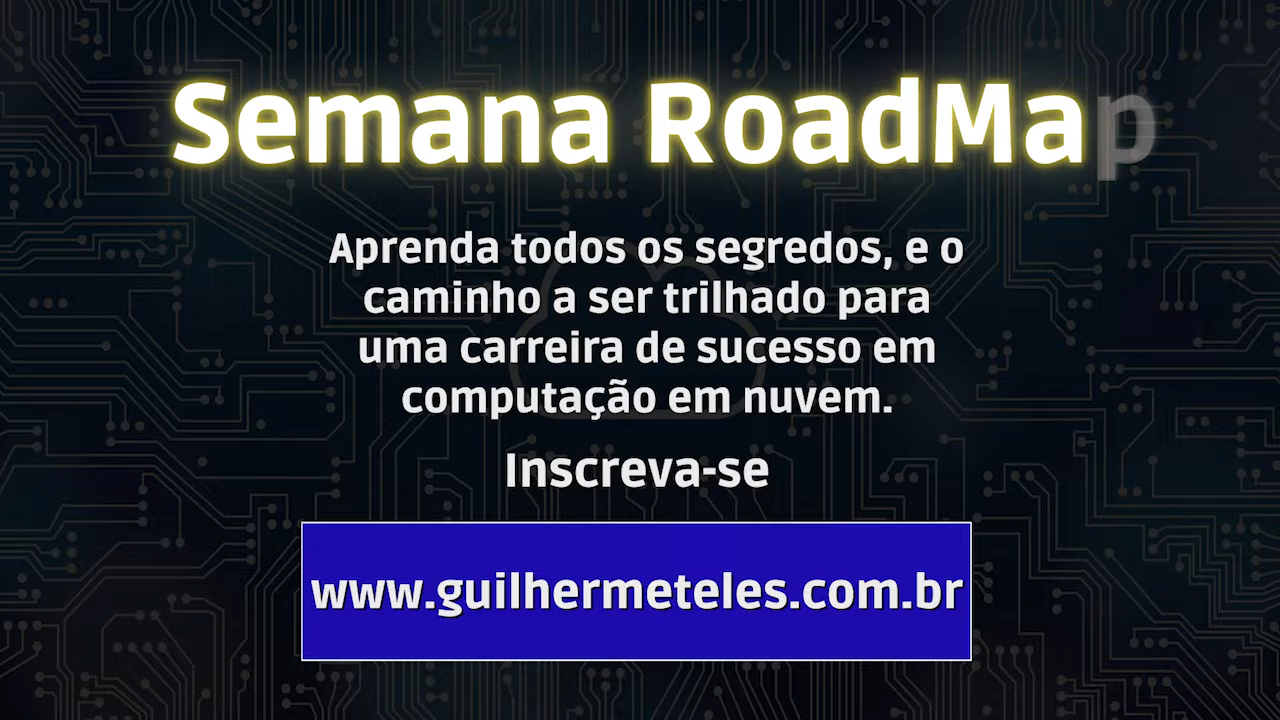 Semana RoadMap
Aprenda todos os segredos, e o
caminho a ser trilhado para
uma carreira de sucesso em
computação em nuvem.
Inscreva-se
www.guilhermeteles.com.br